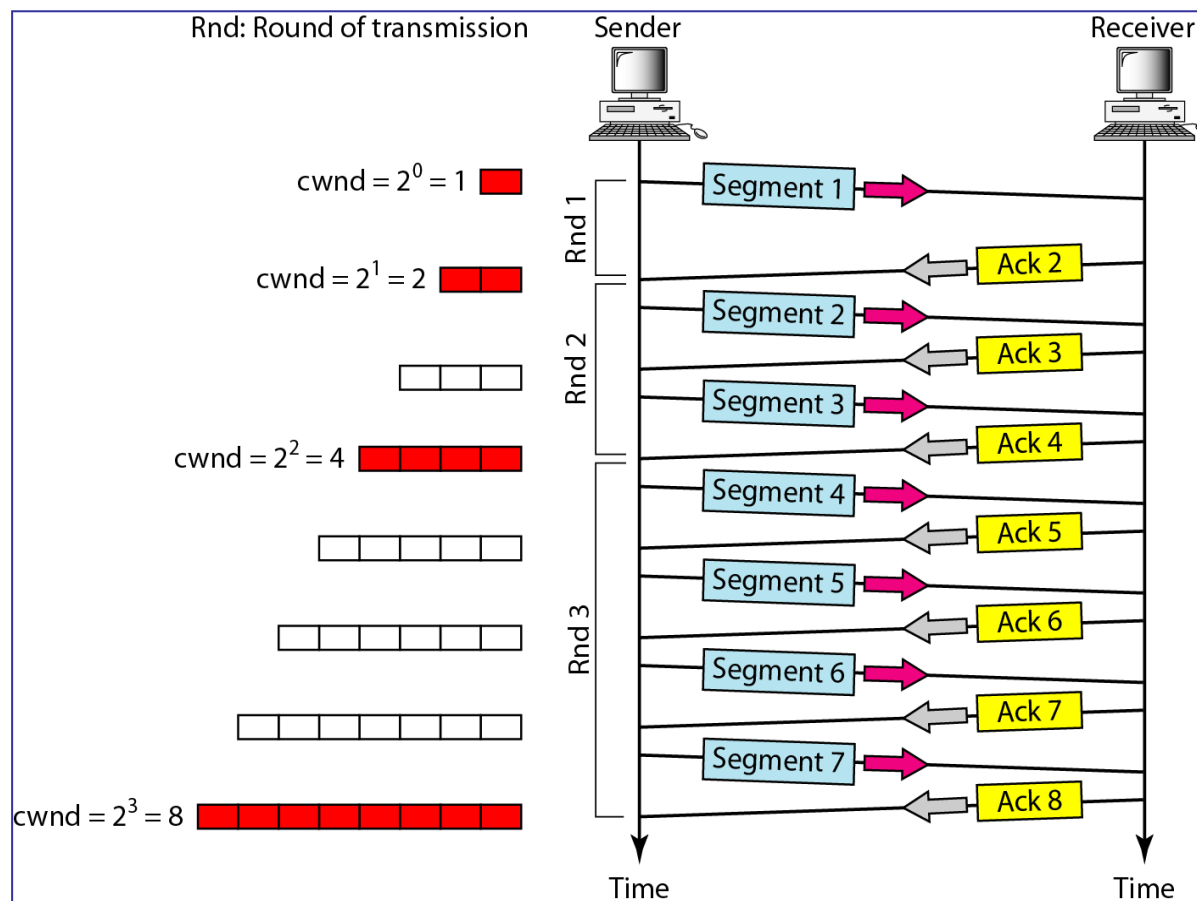 Rnd: Round of transmission
Sender
Receiver
cwnd = 2⁰ = 1
Rnd 1
Segment 1
Ack 2
cwnd = 2¹ = 2
Rnd 2
Segment 2
Ack 3
Segment 3
Ack 4
cwnd = 2² = 4
Rnd 3
Segment 4
Ack 5
Segment 5
Ack 6
Segment 6
Ack 7
Segment 7
Ack 8
cwnd = 2³ = 8
Time
Time